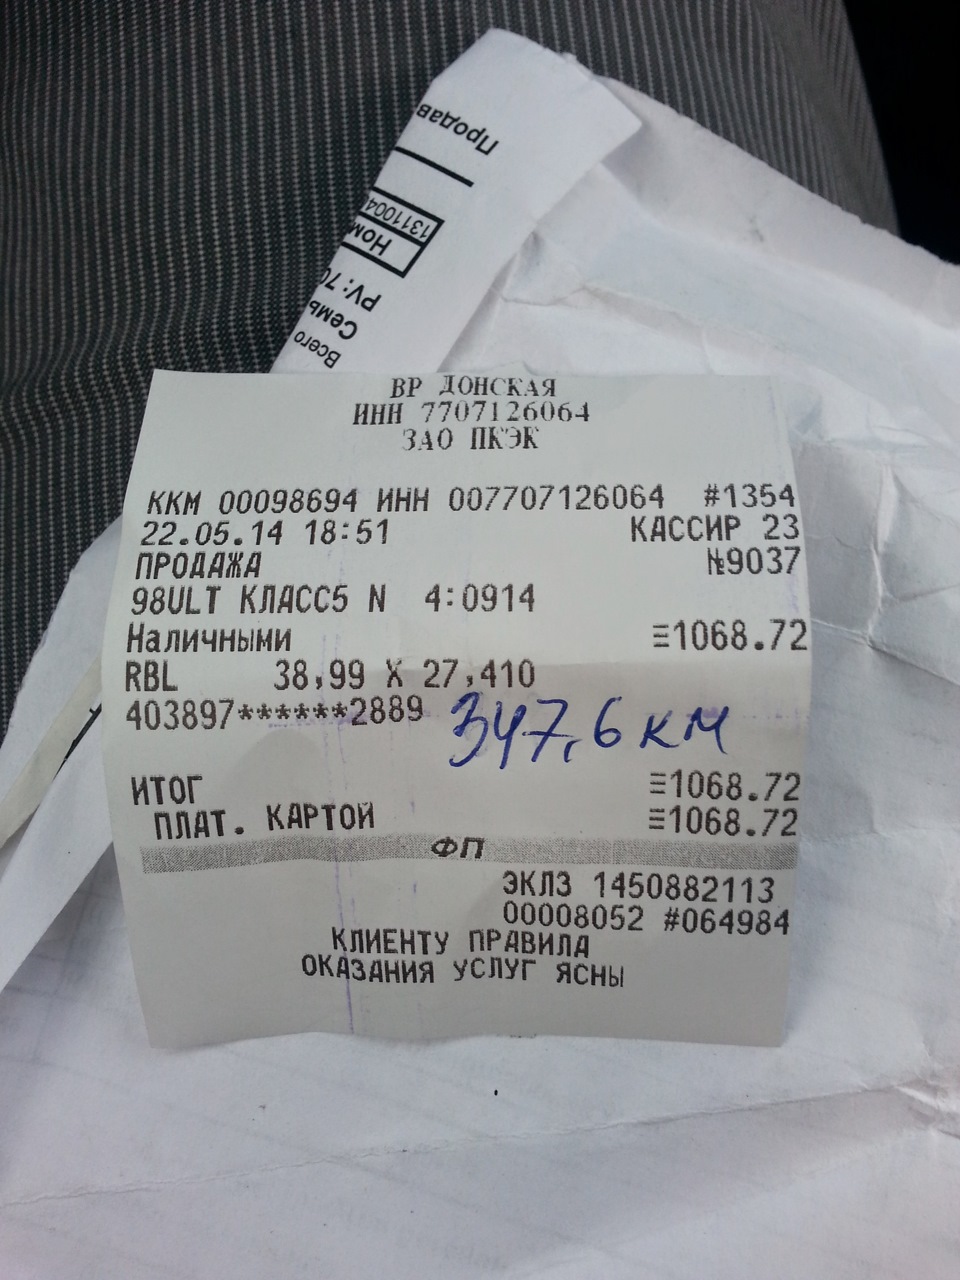 Продав
Ном
1311004
PV: 70
Семь
Всего
ВР ДОНСКАЯ
ИНН 7707126064
ЗАО ПКЭК
ККМ 00098694 ИНН 007707126064 #1354
22.05.14 18:51 КАССИР 23
ПРОДАЖА №9037
98ULT КЛАСС5 N 4:0914
Наличными ≡1068.72
RBL 38,99 X 27,410
403897******2889
347,6 км
ИТОГ ≡1068.72
ПЛАТ. КАРТОЙ ≡1068.72
ФП
ЭКЛЗ 1450882113
00008052 #064984
КЛИЕНТУ ПРАВИЛА
ОКАЗАНИЯ УСЛУГ ЯСНЫ